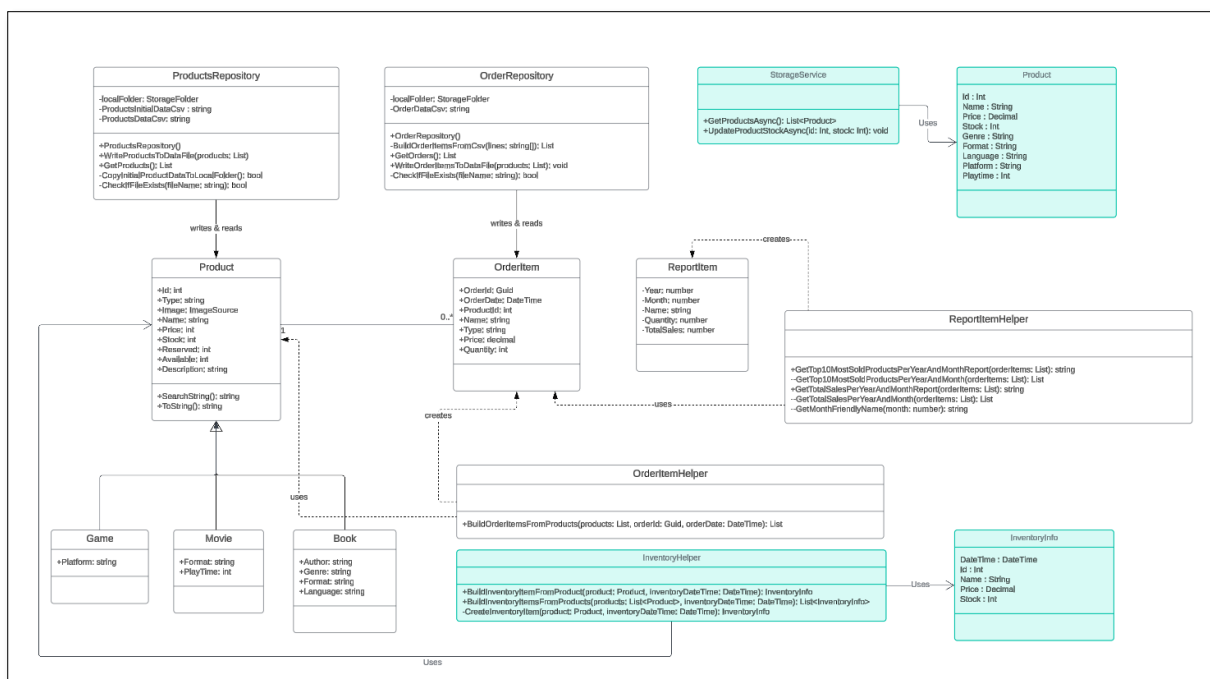 ProductsRepository
-localFolder: StorageFolder
-ProductsInitialDataCsv : string
-ProductsDataCsv: string
+ProductsRepository()
+WriteProductsToDataFile(products: List)
+GetProducts(): List
-CopyInitialProductDataToLocalFolder(): bool
-CheckIfFileExists(fileName: string): bool
writes & reads
OrderRepository
-localFolder: StorageFolder
-OrderDataCsv: string
+OrderRepository()
-BuildOrderItemsFromCsv(lines: string[]): List
+GetOrders(): List
+WriteOrderItemsToDataFile(products: List): void
-CheckIfFileExists(fileName: string): bool
writes & reads
StorageService
+GetProductsAsync(): List<Product>
+UpdateProductStockAsync(id: Int, stock: Int): void
Uses
Product
Id : Int
Name : String
Price : Decimal
Stock : Int
Genre : String
Format : String
Language : String
Platform : String
Playtime : Int
Product
+Id: int
+Type: string
+Image: ImageSource
+Name: string
+Price: int
+Stock: int
+Reserved: int
+Available: int
+Description: string
+SearchString(): string
+ToString(): string
1
0..*
OrderItem
+OrderId: Guid
+OrderDate: DateTime
+ProductId: int
+Name: string
+Type: string
+Price: decimal
+Quantity: int
ReportItem
-Year: number
-Month: number
-Name: string
-Quantity: number
-TotalSales: number
creates
ReportItemHelper
+GetTop10MostSoldProductsPerYearAndMonthReport(orderItems: List): string
-GetTop10MostSoldProductsPerYearAndMonth(orderItems: List): List
+GetTotalSalesPerYearAndMonthReport(orderItems: List): string
-GetTotalSalesPerYearAndMonth(orderItems: List): List
-GetMonthFriendlyName(month: number): string
uses
creates
uses
OrderItemHelper
+BuildOrderItemsFromProducts(products: List, orderId: Guid, orderDate: DateTime): List
Game
+Platform: string
Movie
+Format: string
+PlayTime: int
Book
+Author: string
+Genre: string
+Format: string
+Language: string
InventoryHelper
+BuildInventoryItemFromProduct(product: Product, inventoryDateTime: DateTime): InventoryInfo
+BuildInventoryItemsFromProducts(products: List<Product>, inventoryDateTime: DateTime): List<InventoryInfo>
-CreateInventoryItem(product: Product, inventoryDateTime: DateTime): InventoryInfo
Uses
InventoryInfo
DateTime : DateTime
Id : Int
Name : String
Price : Decimal
Stock : Int
Uses